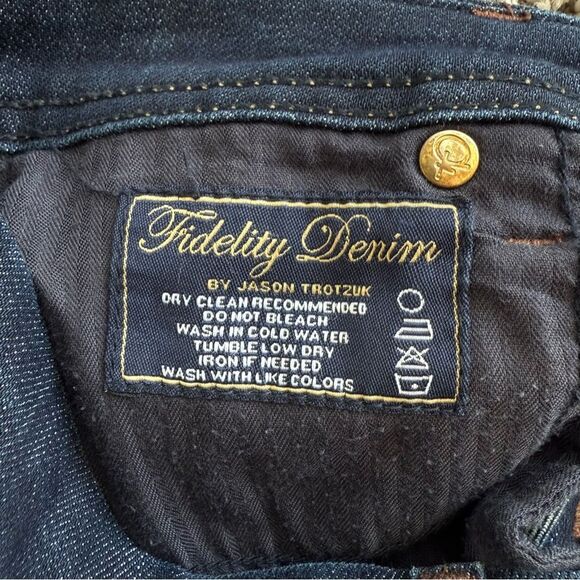 Fidelity Denim
BY JASON TROTZUK
DRY CLEAN RECOMMENDED
DO NOT BLEACH
WASH IN COLD WATER
TUMBLE LOW DRY
IRON IF NEEDED
WASH WITH LIKE COLORS